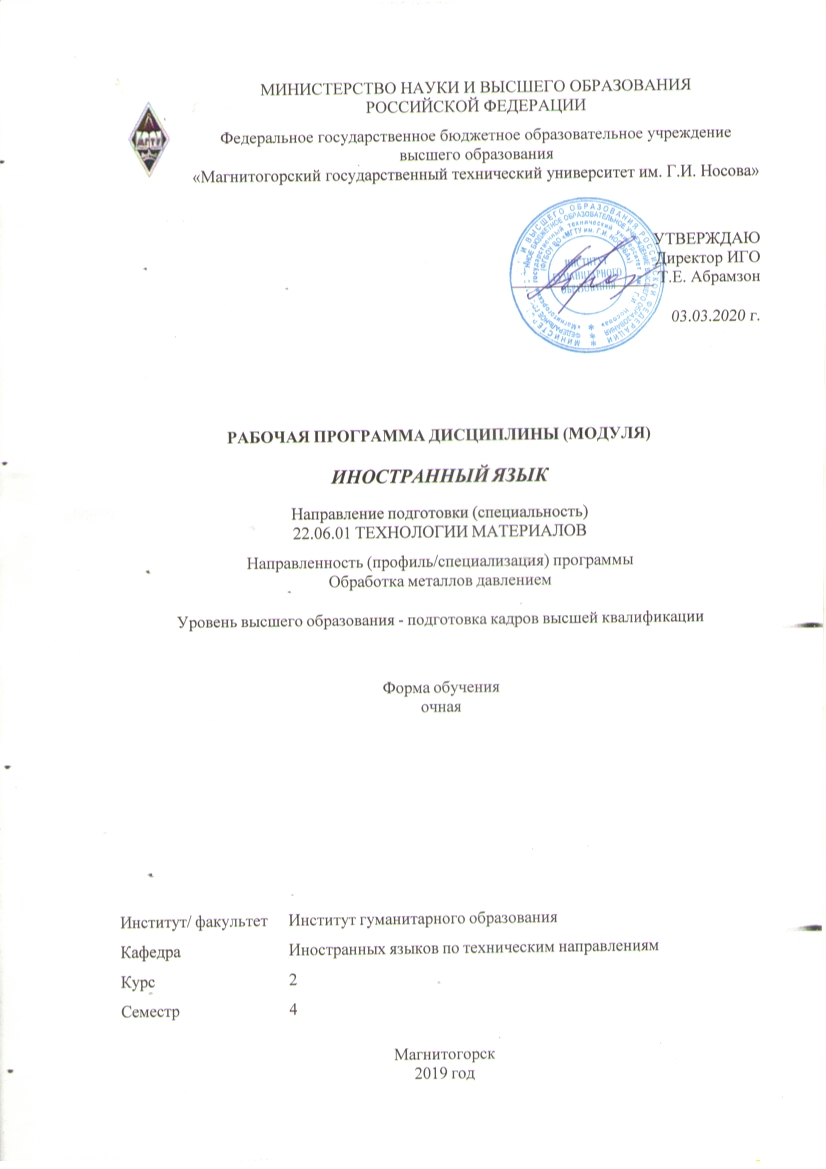 МИНИСТЕРСТВО НАУКИ И ВЫСШЕГО ОБРАЗОВАНИЯ
РОССИЙСКОЙ ФЕДЕРАЦИИ
Федеральное государственное бюджетное образовательное учреждение
высшего образования
«Магнитогорский государственный технический университет им. Г.И. Носова»
УТВЕРЖДАЮ
Директор ИГО
Т.Е. Абрамзон
03.03.2020 г.
ИНСТИТУТ
ГУМАНИТАРНОГО
ОБРАЗОВАНИЯ
РАБОЧАЯ ПРОГРАММА ДИСЦИПЛИНЫ (МОДУЛЯ)
ИНОСТРАННЫЙ ЯЗЫК
Направление подготовки (специальность)
22.06.01 ТЕХНОЛОГИИ МАТЕРИАЛОВ
Направленность (профиль/специализация) программы
Обработка металлов давлением
Уровень высшего образования - подготовка кадров высшей квалификации
Форма обучения
очная
Институт/ факультет Институт гуманитарного образования
Кафедра Иностранных языков по техническим направлениям
Курс 2
Семестр 4
Магнитогорск
2019 год